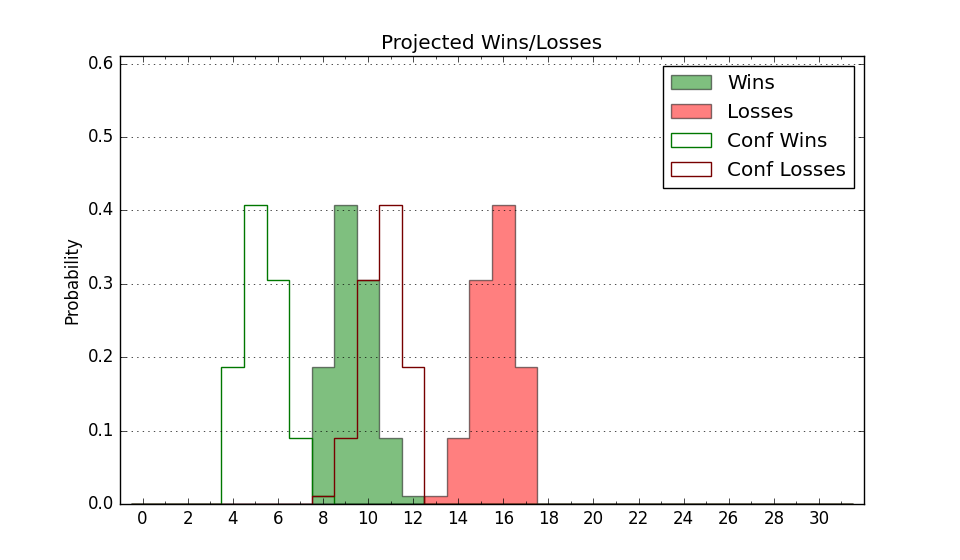 Projected Wins/Losses
0.6
0.5
0.4
0.3
0.2
0.1
0.0
Probability
Wins
Losses
Conf Wins
Conf Losses
0 2 4 6 8 10 12 14 16 18 20 22 24 26 28 30